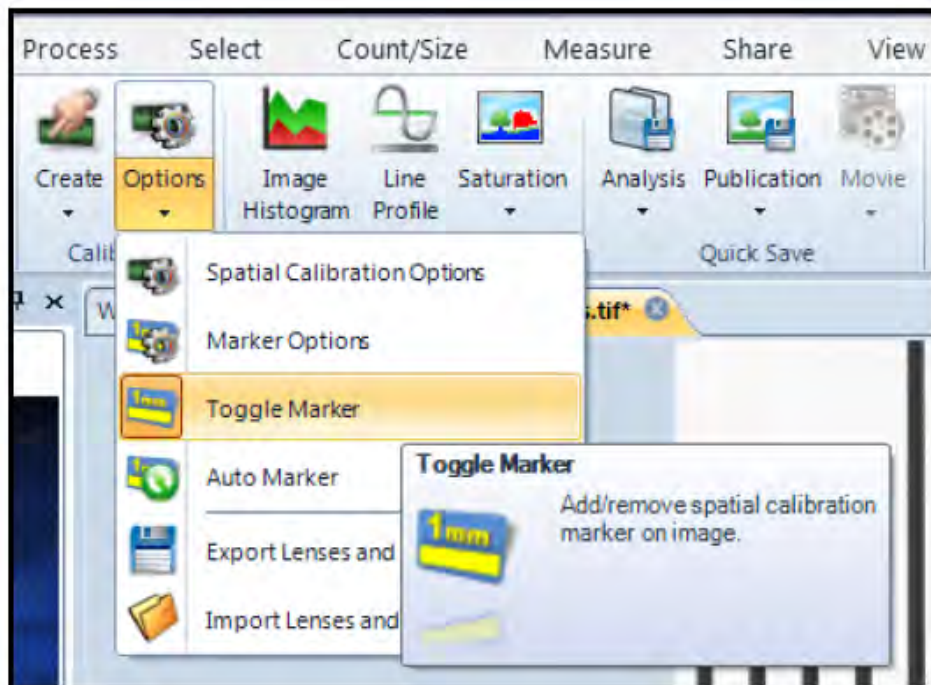 Process Select Count/Size Measure Share View
Create Options Image Histogram Line Profile Saturation Analysis Publication Movie
Quick Save
Spatial Calibration Options
.tif*
Marker Options
Toggle Marker
Auto Marker
Toggle Marker
Add/remove spatial calibration
marker on image.
1mm
Export Lenses and
Import Lenses and